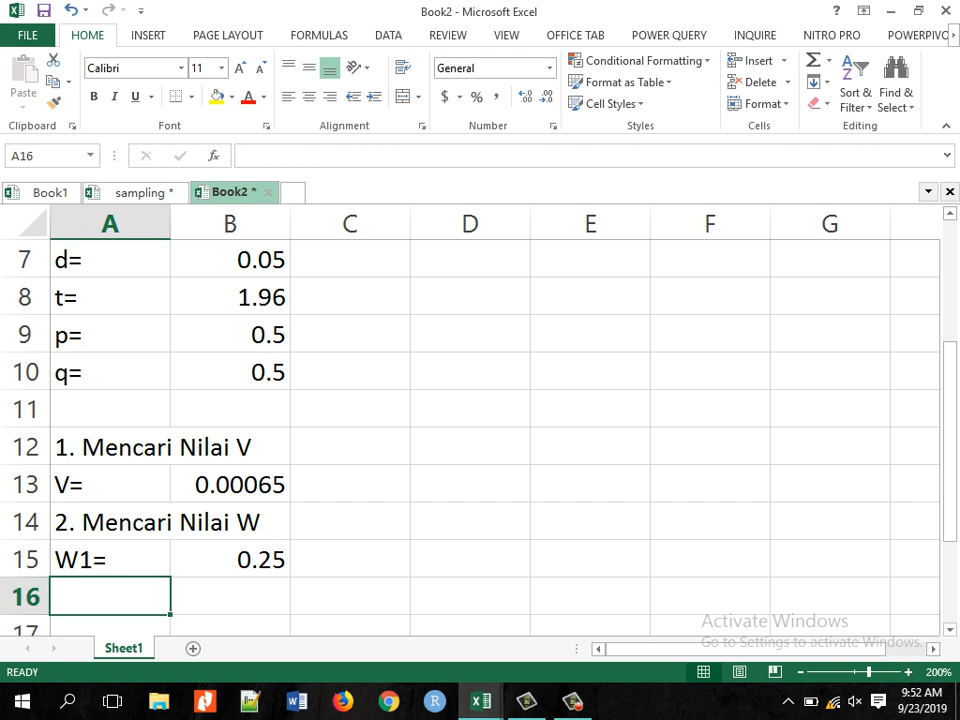 Book2 - Microsoft Excel
FILE HOME INSERT PAGE LAYOUT FORMULAS DATA REVIEW VIEW OFFICE TAB POWER QUERY INQUIRE NITRO PRO POWERPIVO
Paste
Calibri 11
B I U
General
$ % ,
Conditional Formatting
Format as Table
Cell Styles
Insert
Delete
Format
Sort & Filter
Find & Select
Clipboard Font Alignment Number Styles Cells Editing
A16 fx
Book1 sampling * Book2 *
A B C D E F G
7 d= 0.05
8 t= 1.96
9 p= 0.5
10 q= 0.5
11
12 1. Mencari Nilai V
13 V= 0.00065
14 2. Mencari Nilai W
15 W1= 0.25
16
17
Activate Windows
Go to Settings to activate Windows.
Sheet1
READY 200%
9:52 AM
9/23/2019